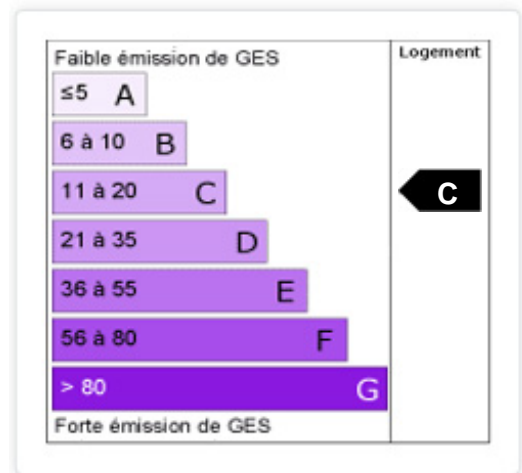 Faible émission de GES
Logement
≤5 A
6 à 10 B
11 à 20 C
C
21 à 35 D
36 à 55 E
56 à 80 F
> 80 G
Forte émission de GES